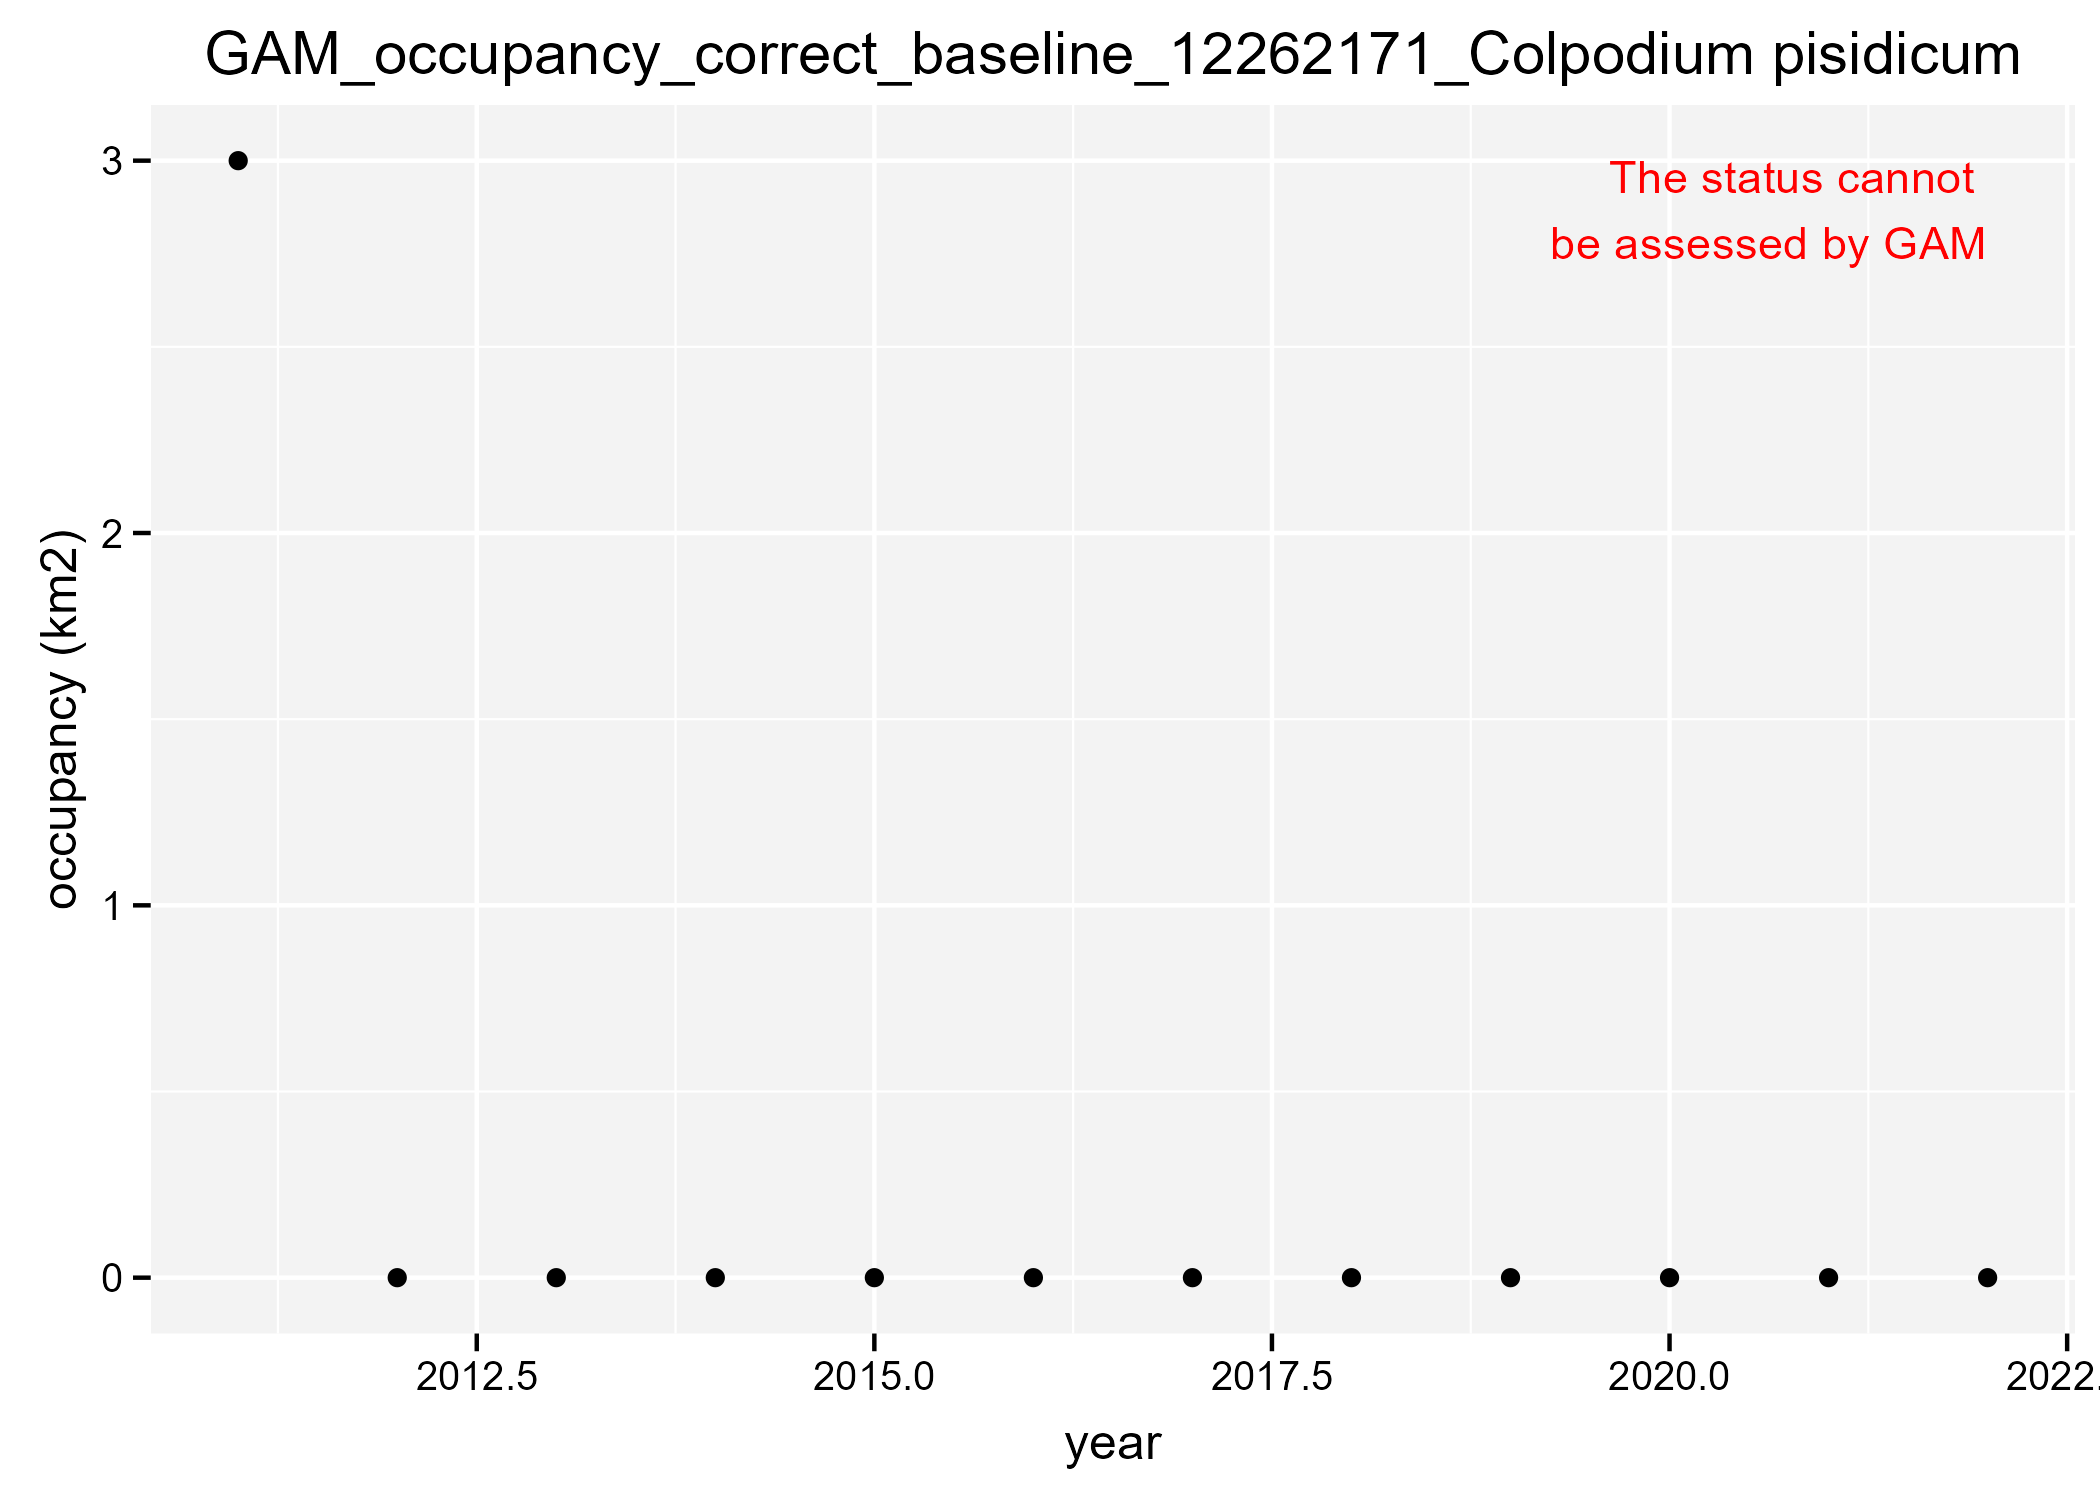 GAM_occupancy_correct_baseline_12262171_Colpodium pisidicum
The status cannot
be assessed by GAM
occupancy (km2)
3
2
1
0
2012.5 2015.0 2017.5 2020.0 2022.
year